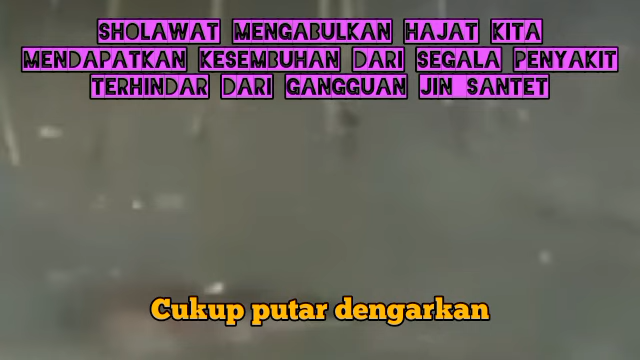 SHOLAWAT MENGABULKAN HAJAT KITA
MENDAPATKAN KESEMBUHAN DARI SEGALA PENYAKIT
TERHINDAR DARI GANGGUAN JIN SANTET
Cukup putar dengarkan